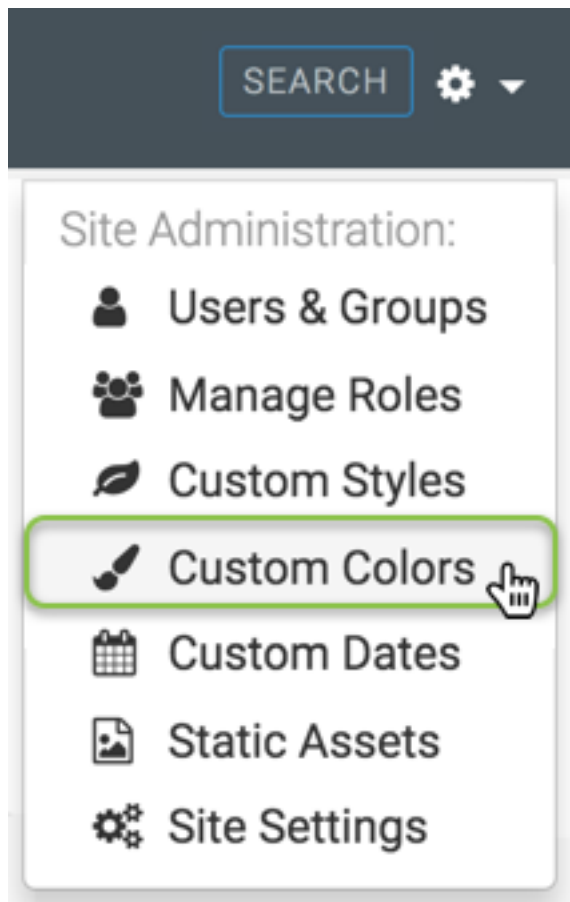 SEARCH
Site Administration:
Users & Groups
Manage Roles
Custom Styles
Custom Colors
Custom Dates
Static Assets
Site Settings